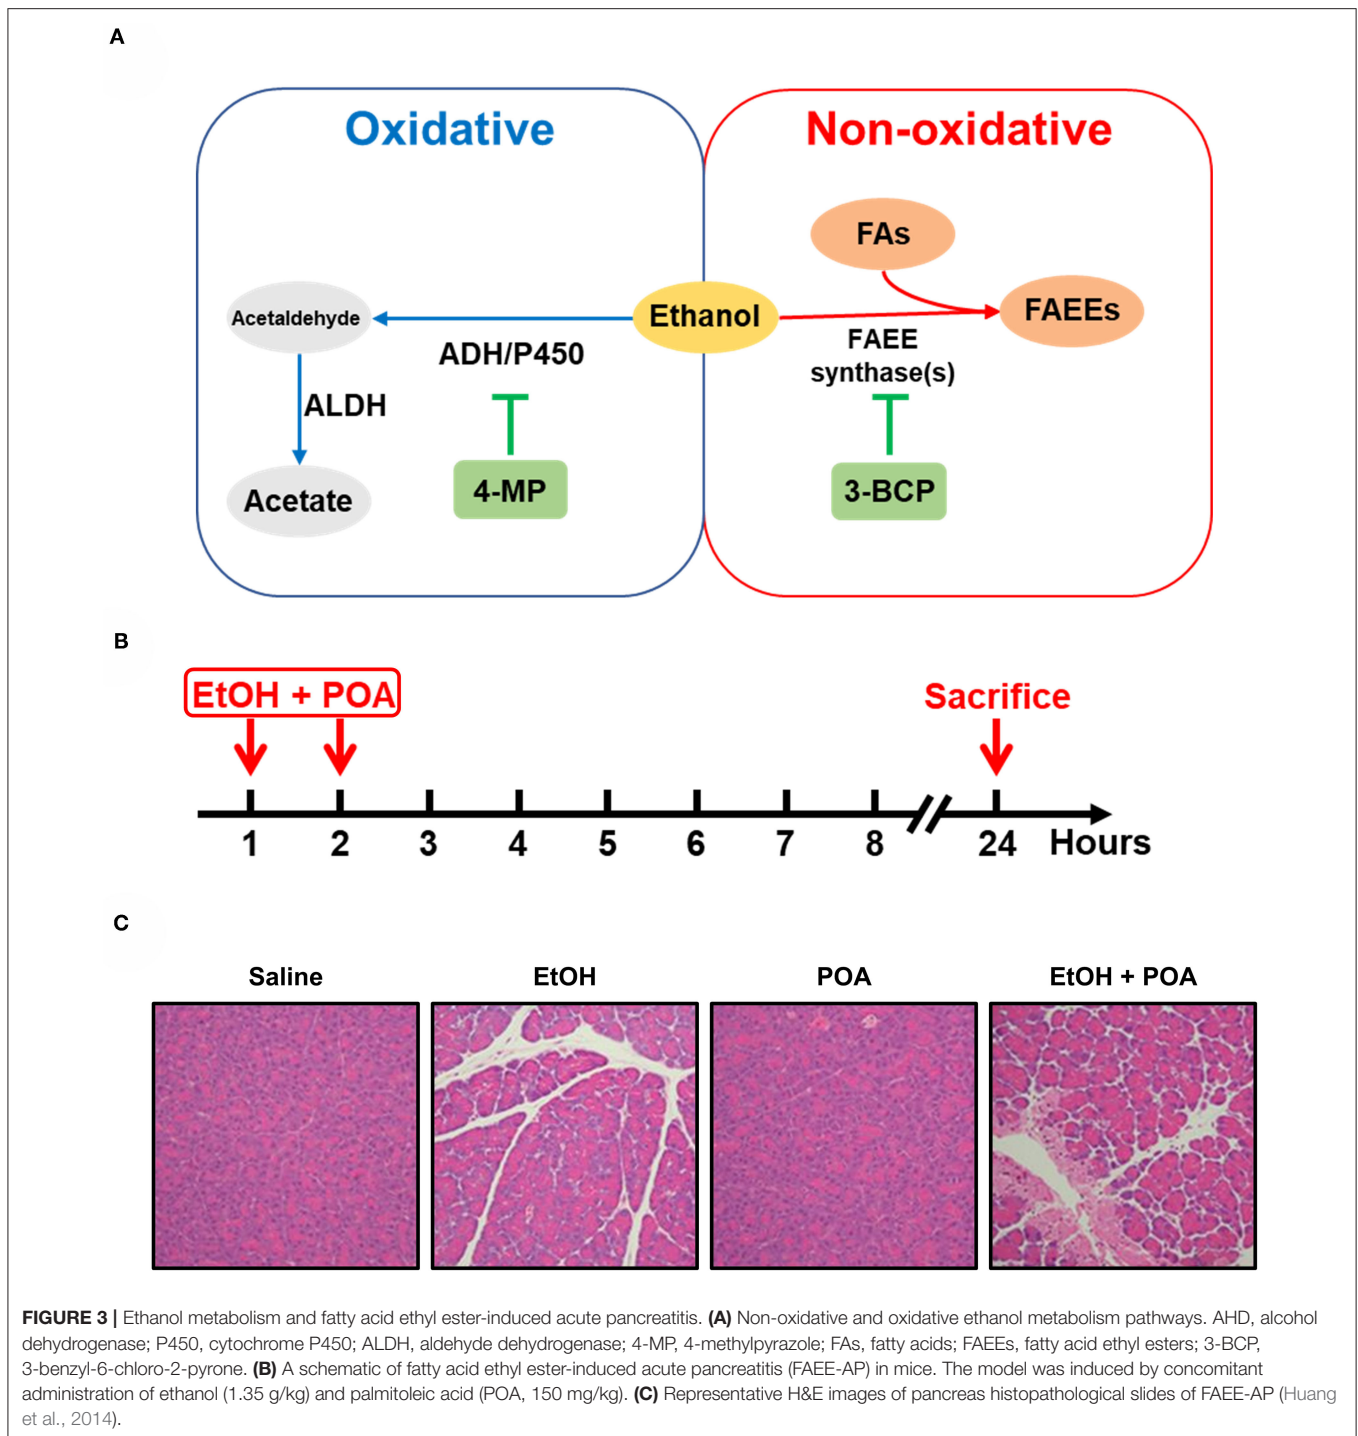 A
Oxidative
Non-oxidative
FAs
Acetaldehyde
Ethanol
FAEEs
ADH/P450
FAEE
synthase(s)
ALDH
Acetate
4-MP
3-BCP
B
EtOH + POA
Sacrifice
1 2 3 4 5 6 7 8 24 Hours
C
Saline EtOH POA EtOH + POA
FIGURE 3 | Ethanol metabolism and fatty acid ethyl ester-induced acute pancreatitis. (A) Non-oxidative and oxidative ethanol metabolism pathways. AHD, alcohol
dehydrogenase; P450, cytochrome P450; ALDH, aldehyde dehydrogenase; 4-MP, 4-methylpyrazole; FAs, fatty acids; FAEEs, fatty acid ethyl esters; 3-BCP,
3-benzyl-6-chloro-2-pyrone. (B) A schematic of fatty acid ethyl ester-induced acute pancreatitis (FAEE-AP) in mice. The model was induced by concomitant
administration of ethanol (1.35 g/kg) and palmitoleic acid (POA, 150 mg/kg). (C) Representative H&E images of pancreas histopathological slides of FAEE-AP (Huang
et al., 2014).